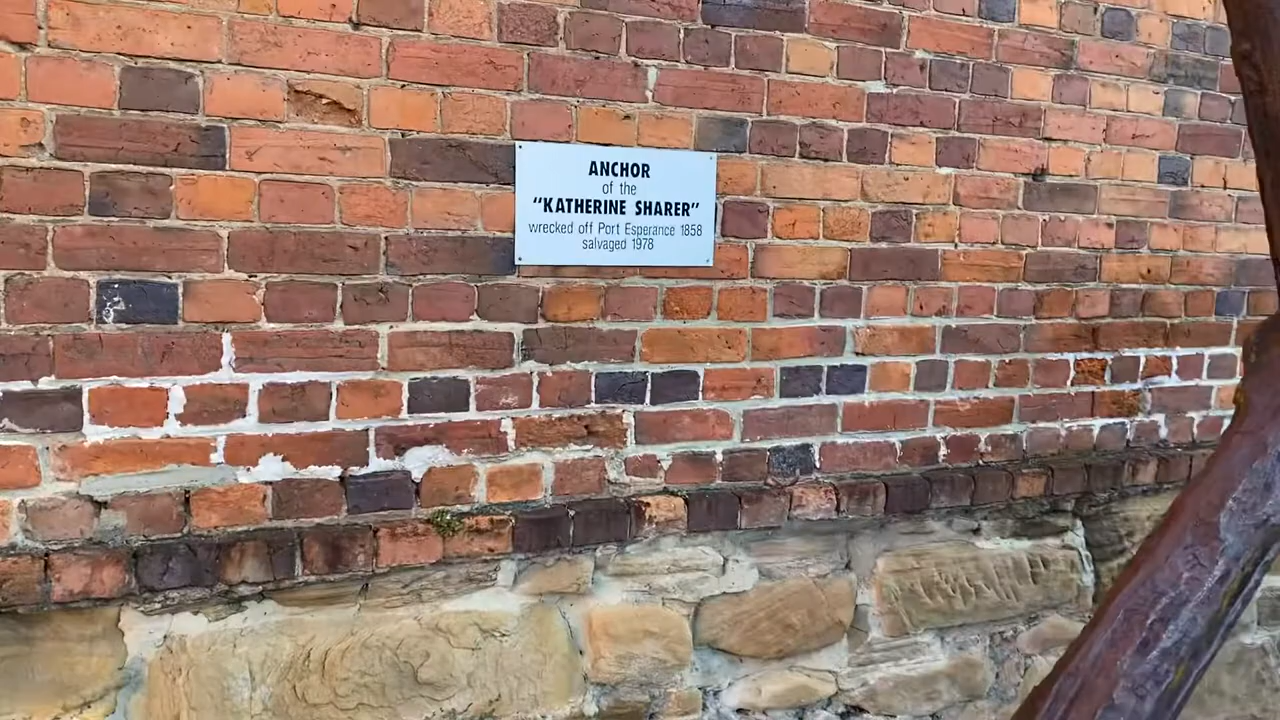 ANCHOR
of the
“KATHERINE SHARER”
wrecked off Port Esperance 1858
salvaged 1978